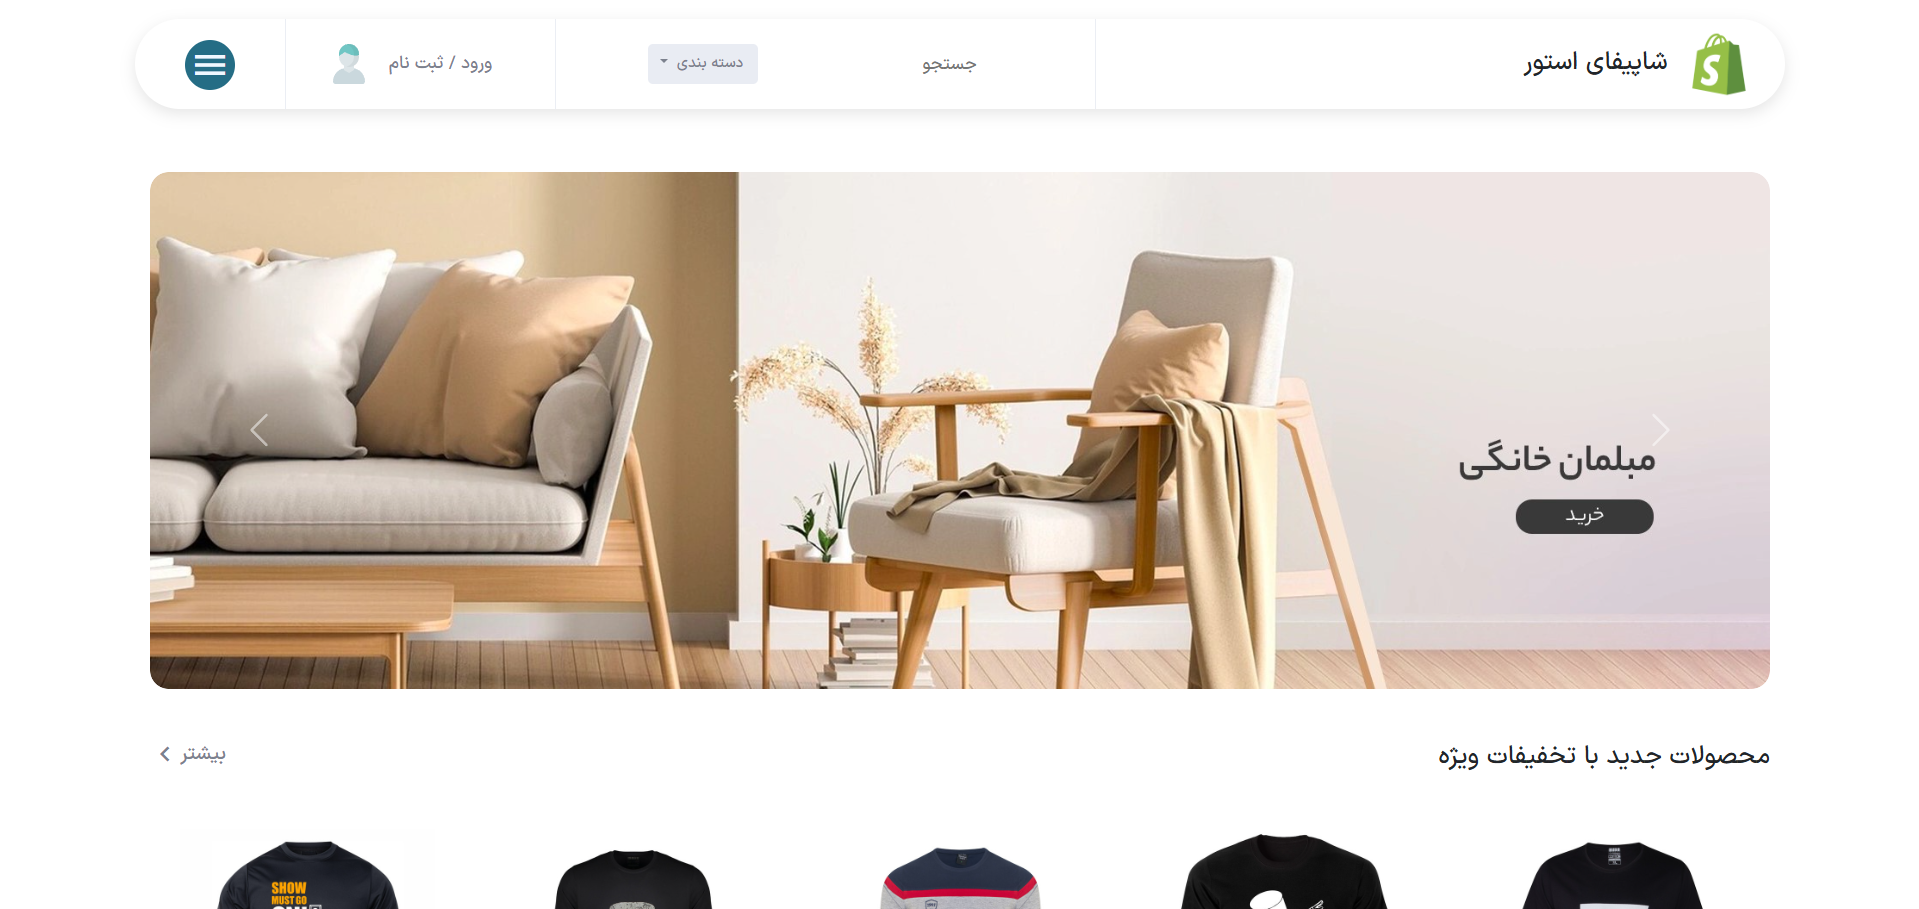 شاپیفای استور
جستجو
دسته بندی
ورود / ثبت نام
مبلمان خانگی
خرید
محصولات جدید با تخفیفات ویژه
بیشتر
SHOW
MUST GO